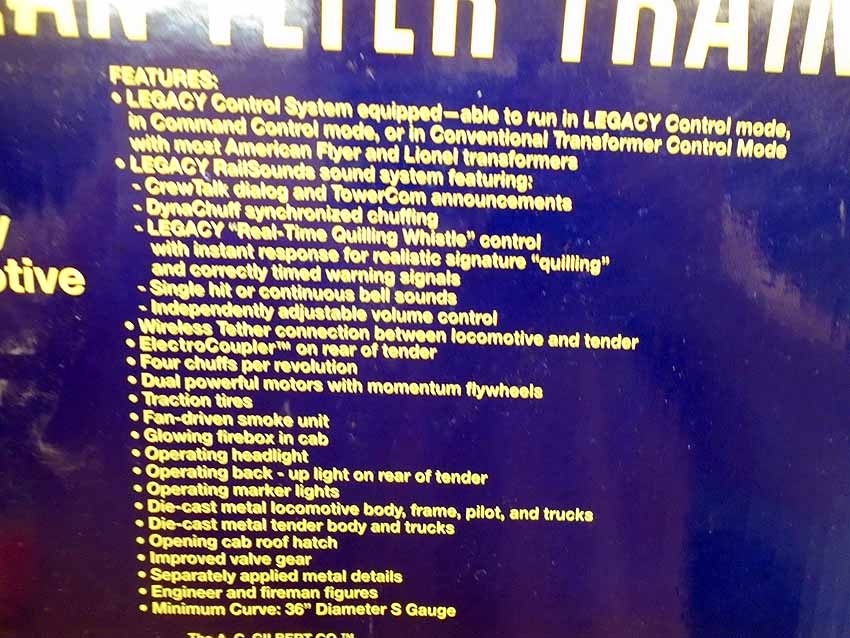 TRAIN
FEATURES:
• LEGACY Control System equipped—able to run in LEGACY Control mode,
in Command Control mode, or in Conventional Transformer Control Mode
with most American Flyer and Lionel transformers
• LEGACY RailSounds sound system featuring:
- CrewTalk dialog and TowerCom announcements
- DynaChuff synchronized chuffing
- LEGACY “Real-Time Quilling Whistle” control
with instant response for realistic signature “quilling”
and correctly timed warning signals
- Single hit or continuous bell sounds
- Independently adjustable volume control
• Wireless Tether connection between locomotive and tender
• ElectroCoupler™ on rear of tender
• Four chuffs per revolution
• Dual powerful motors with momentum flywheels
• Traction tires
• Fan-driven smoke unit
• Glowing firebox in cab
• Operating headlight
• Operating back - up light on rear of tender
• Operating marker lights
• Die-cast metal locomotive body, frame, pilot, and trucks
• Die-cast metal tender body and trucks
• Opening cab roof hatch
• Improved valve gear
• Separately applied metal details
• Engineer and fireman figures
• Minimum Curve: 36” Diameter S Gauge
The A. C. GILBERT CO.™